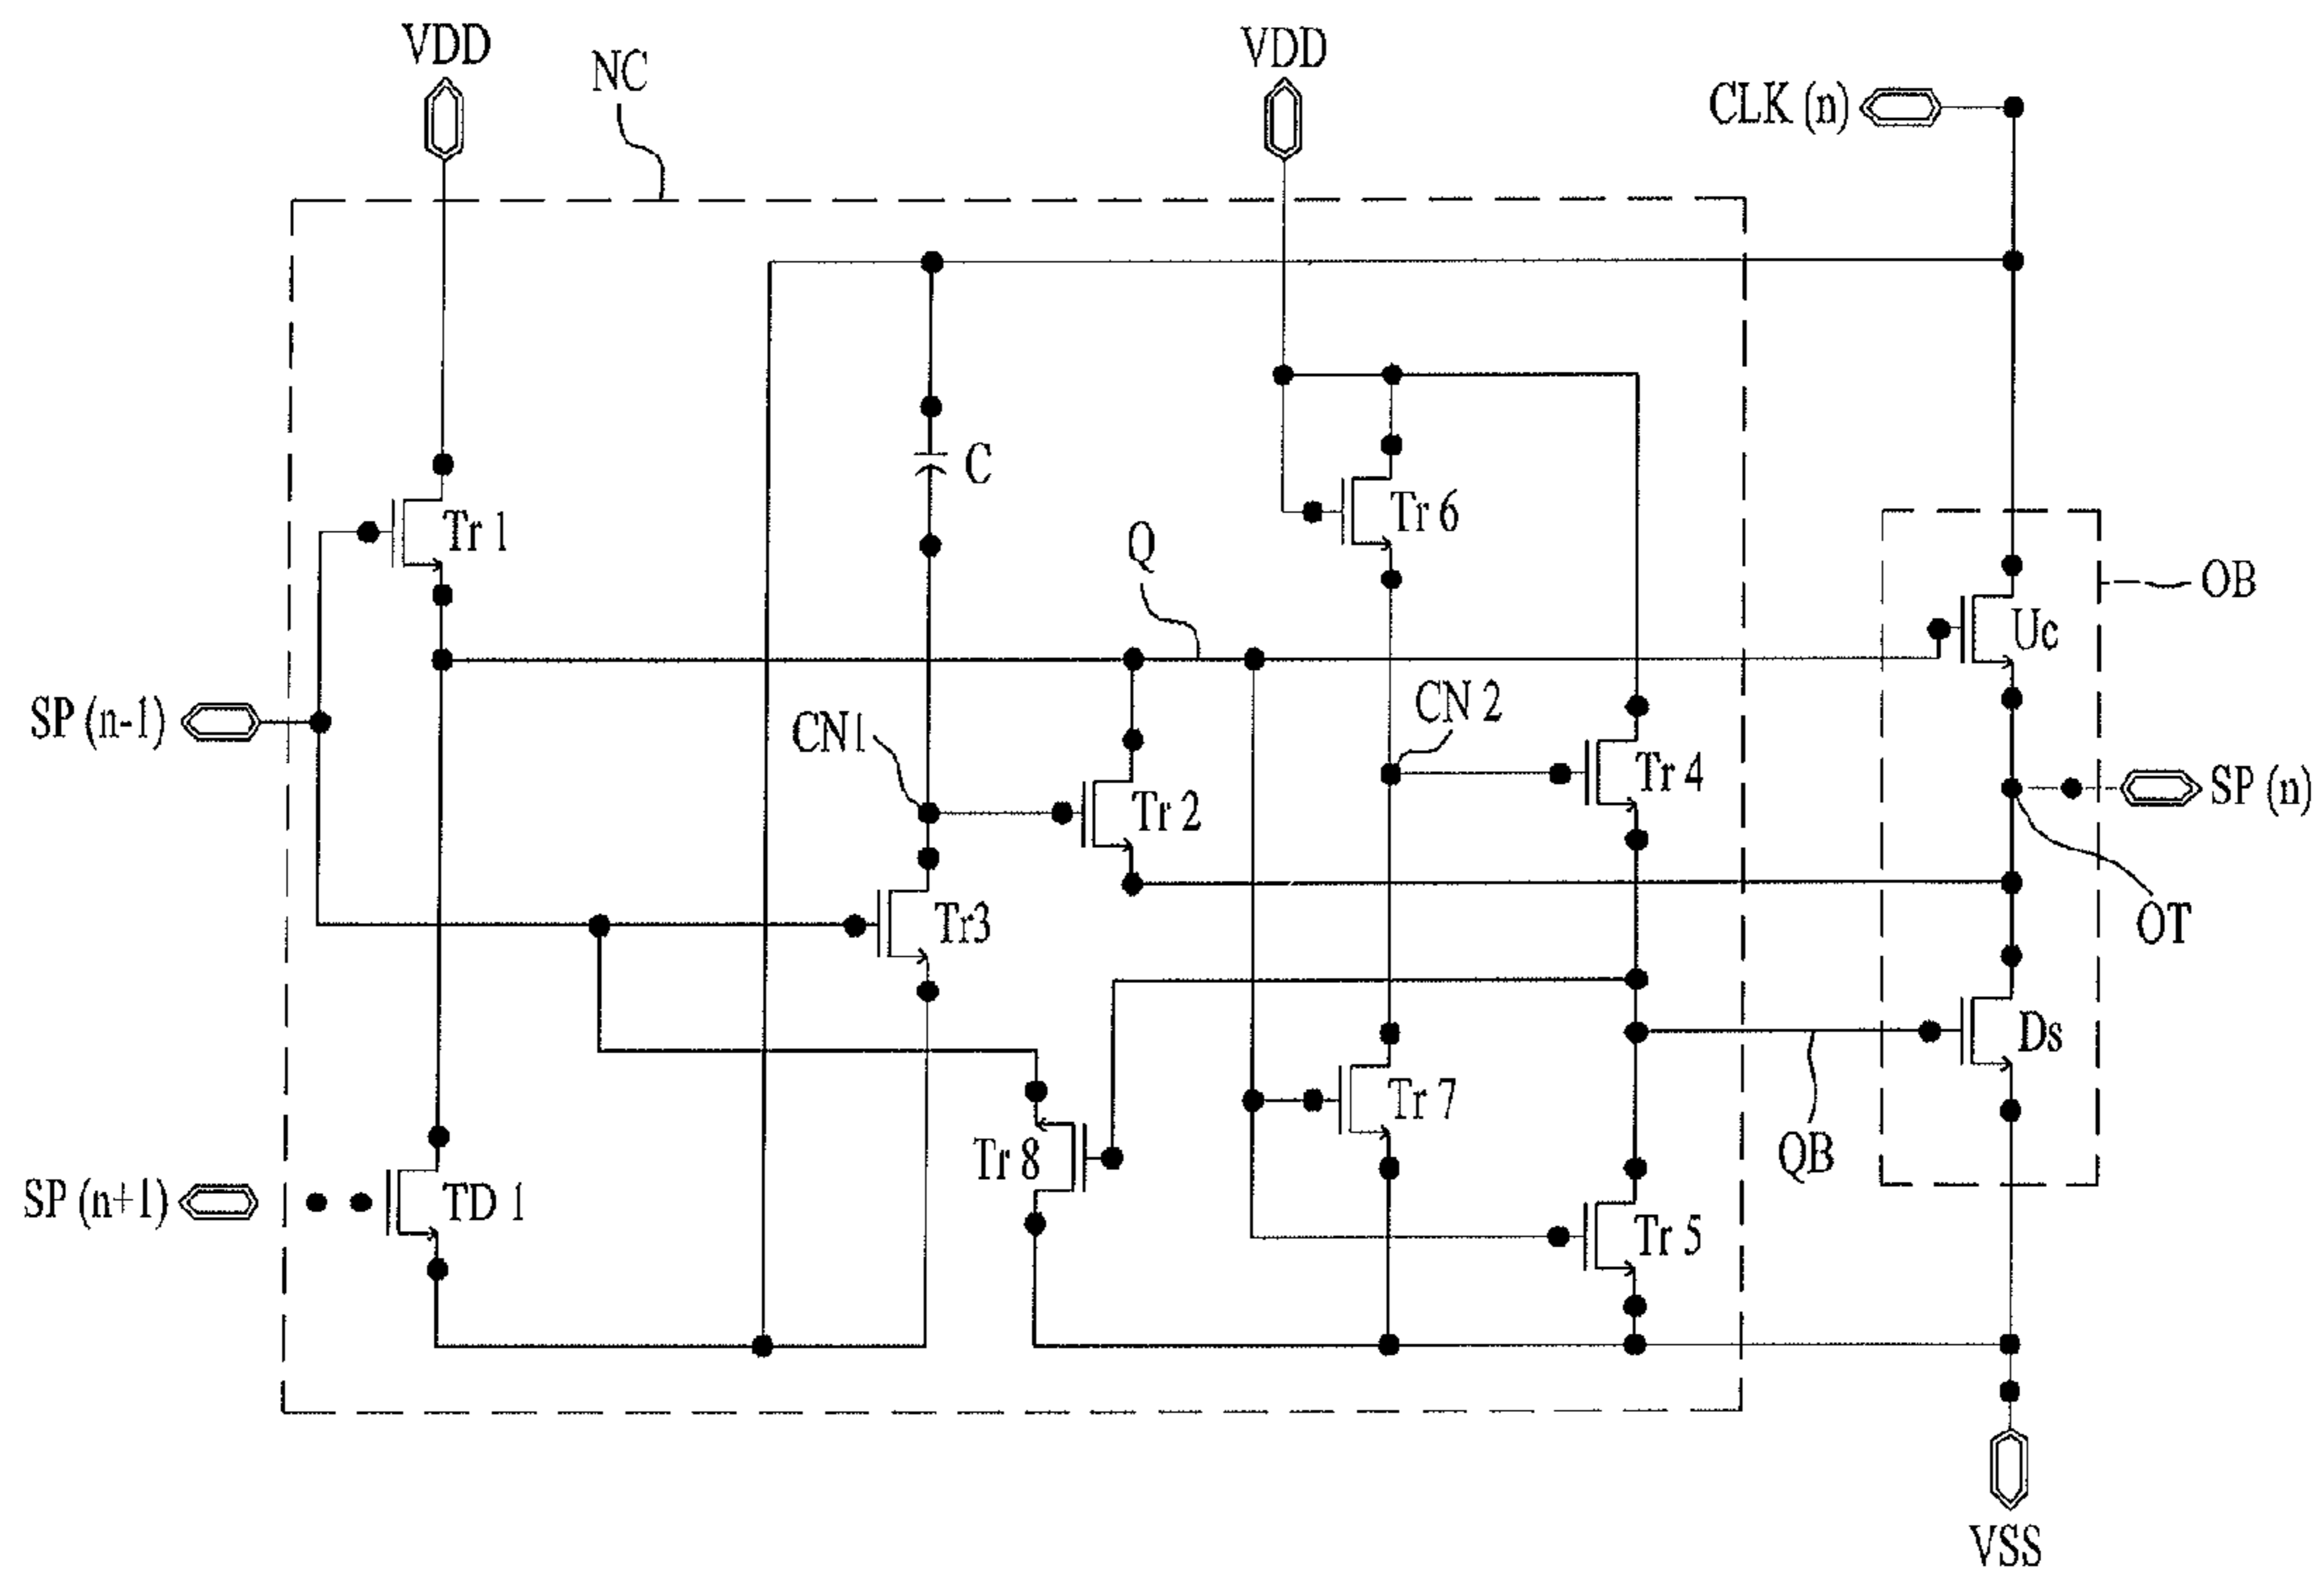 VDD
NC
VDD
CLK (n)
C
Tr 1
Tr 6
Q
OB
Uc
SP (n-1)
CN1
CN 2
Tr 2
Tr 4
SP (n)
Tr3
OT
Ds
Tr 8
Tr 7
QB
SP (n+1)
TD 1
Tr 5
VSS